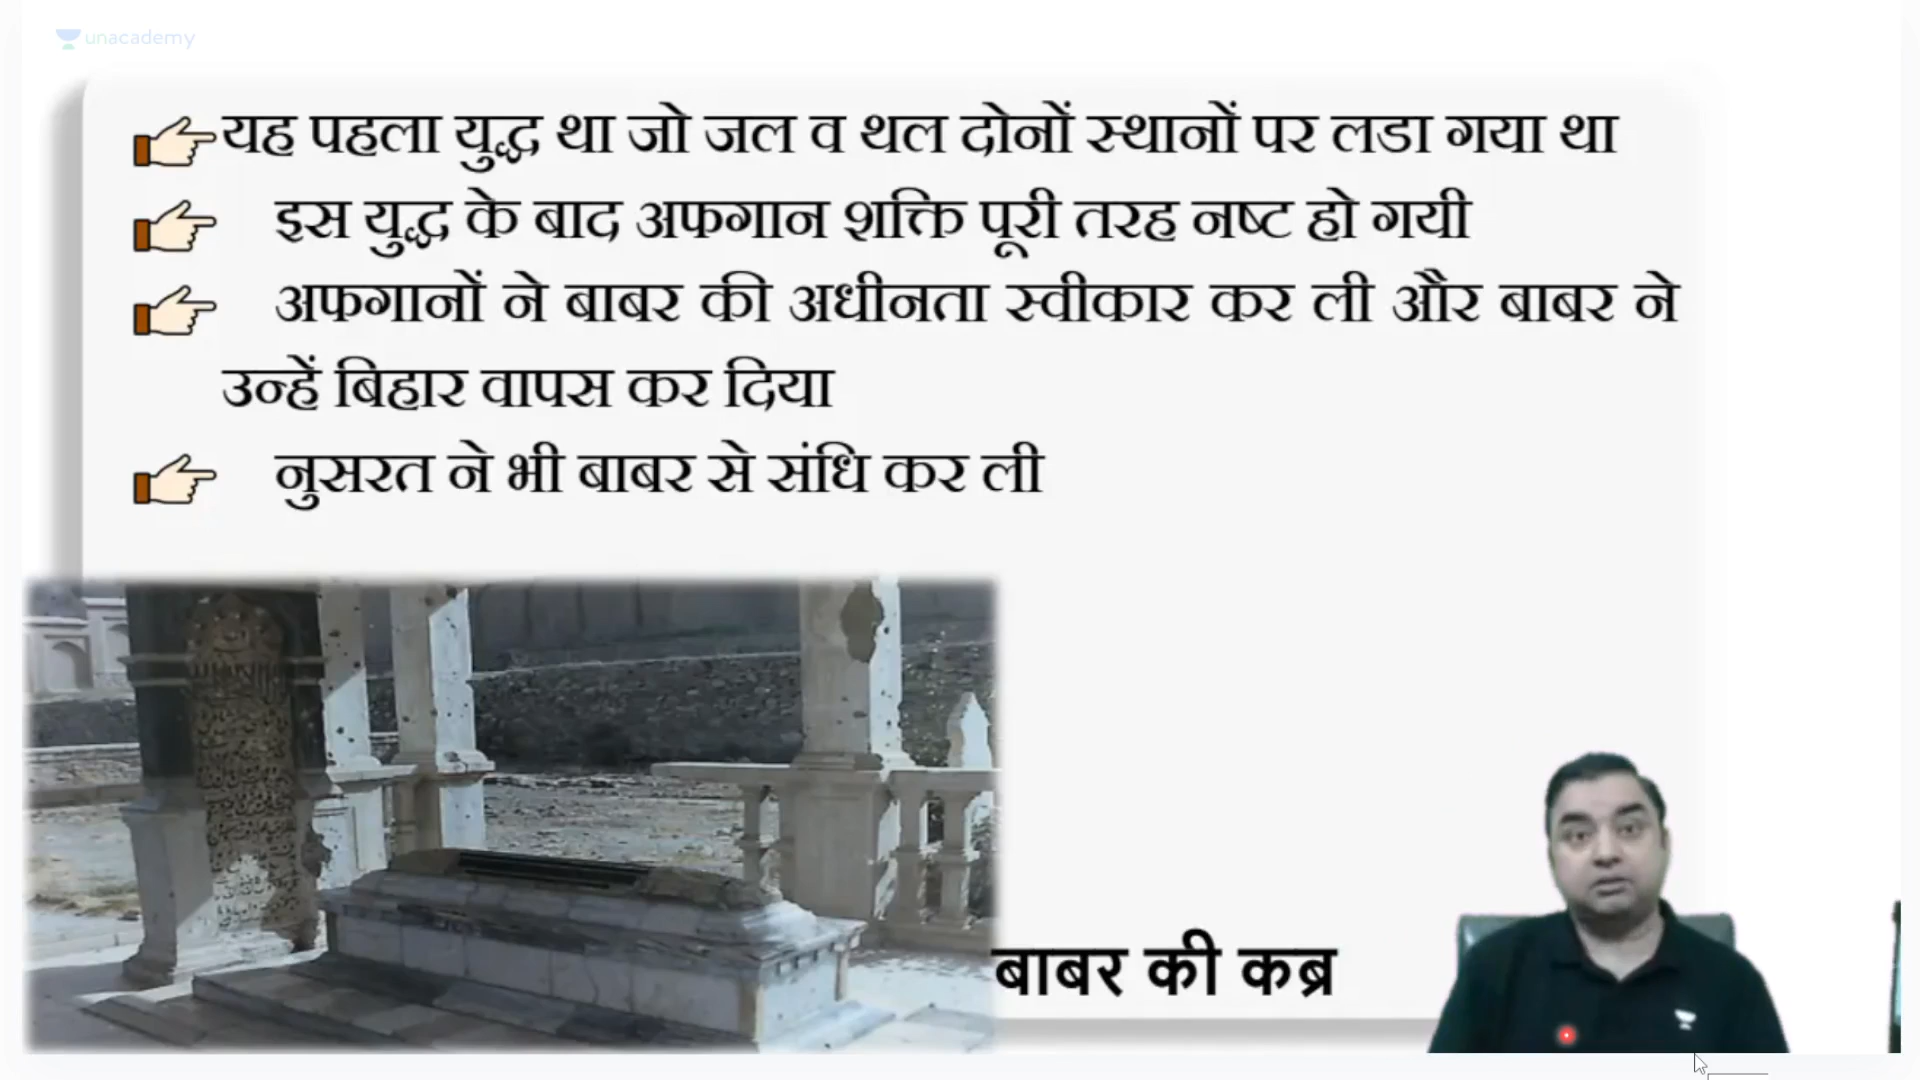 unacademy
यह पहला युद्ध था जो जल व थल दोनों स्थानों पर लडा गया था
इस युद्ध के बाद अफगान शक्ति पूरी तरह नष्ट हो गयी
अफगानों ने बाबर की अधीनता स्वीकार कर ली और बाबर ने
उन्हें बिहार वापस कर दिया
नुसरत ने भी बाबर से संधि कर ली
बाबर की कब्र